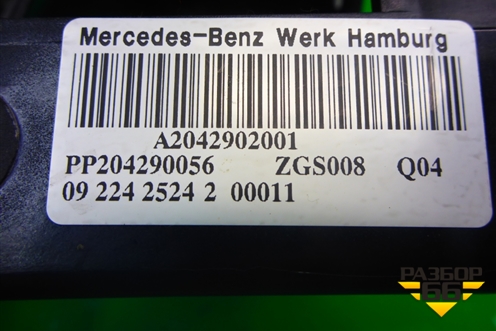 Mercedes-Benz Werk Hamburg
A2042902001
PP204290056 ZGS008 Q04
09 224 2524 2 00011
РАЗБОР
66